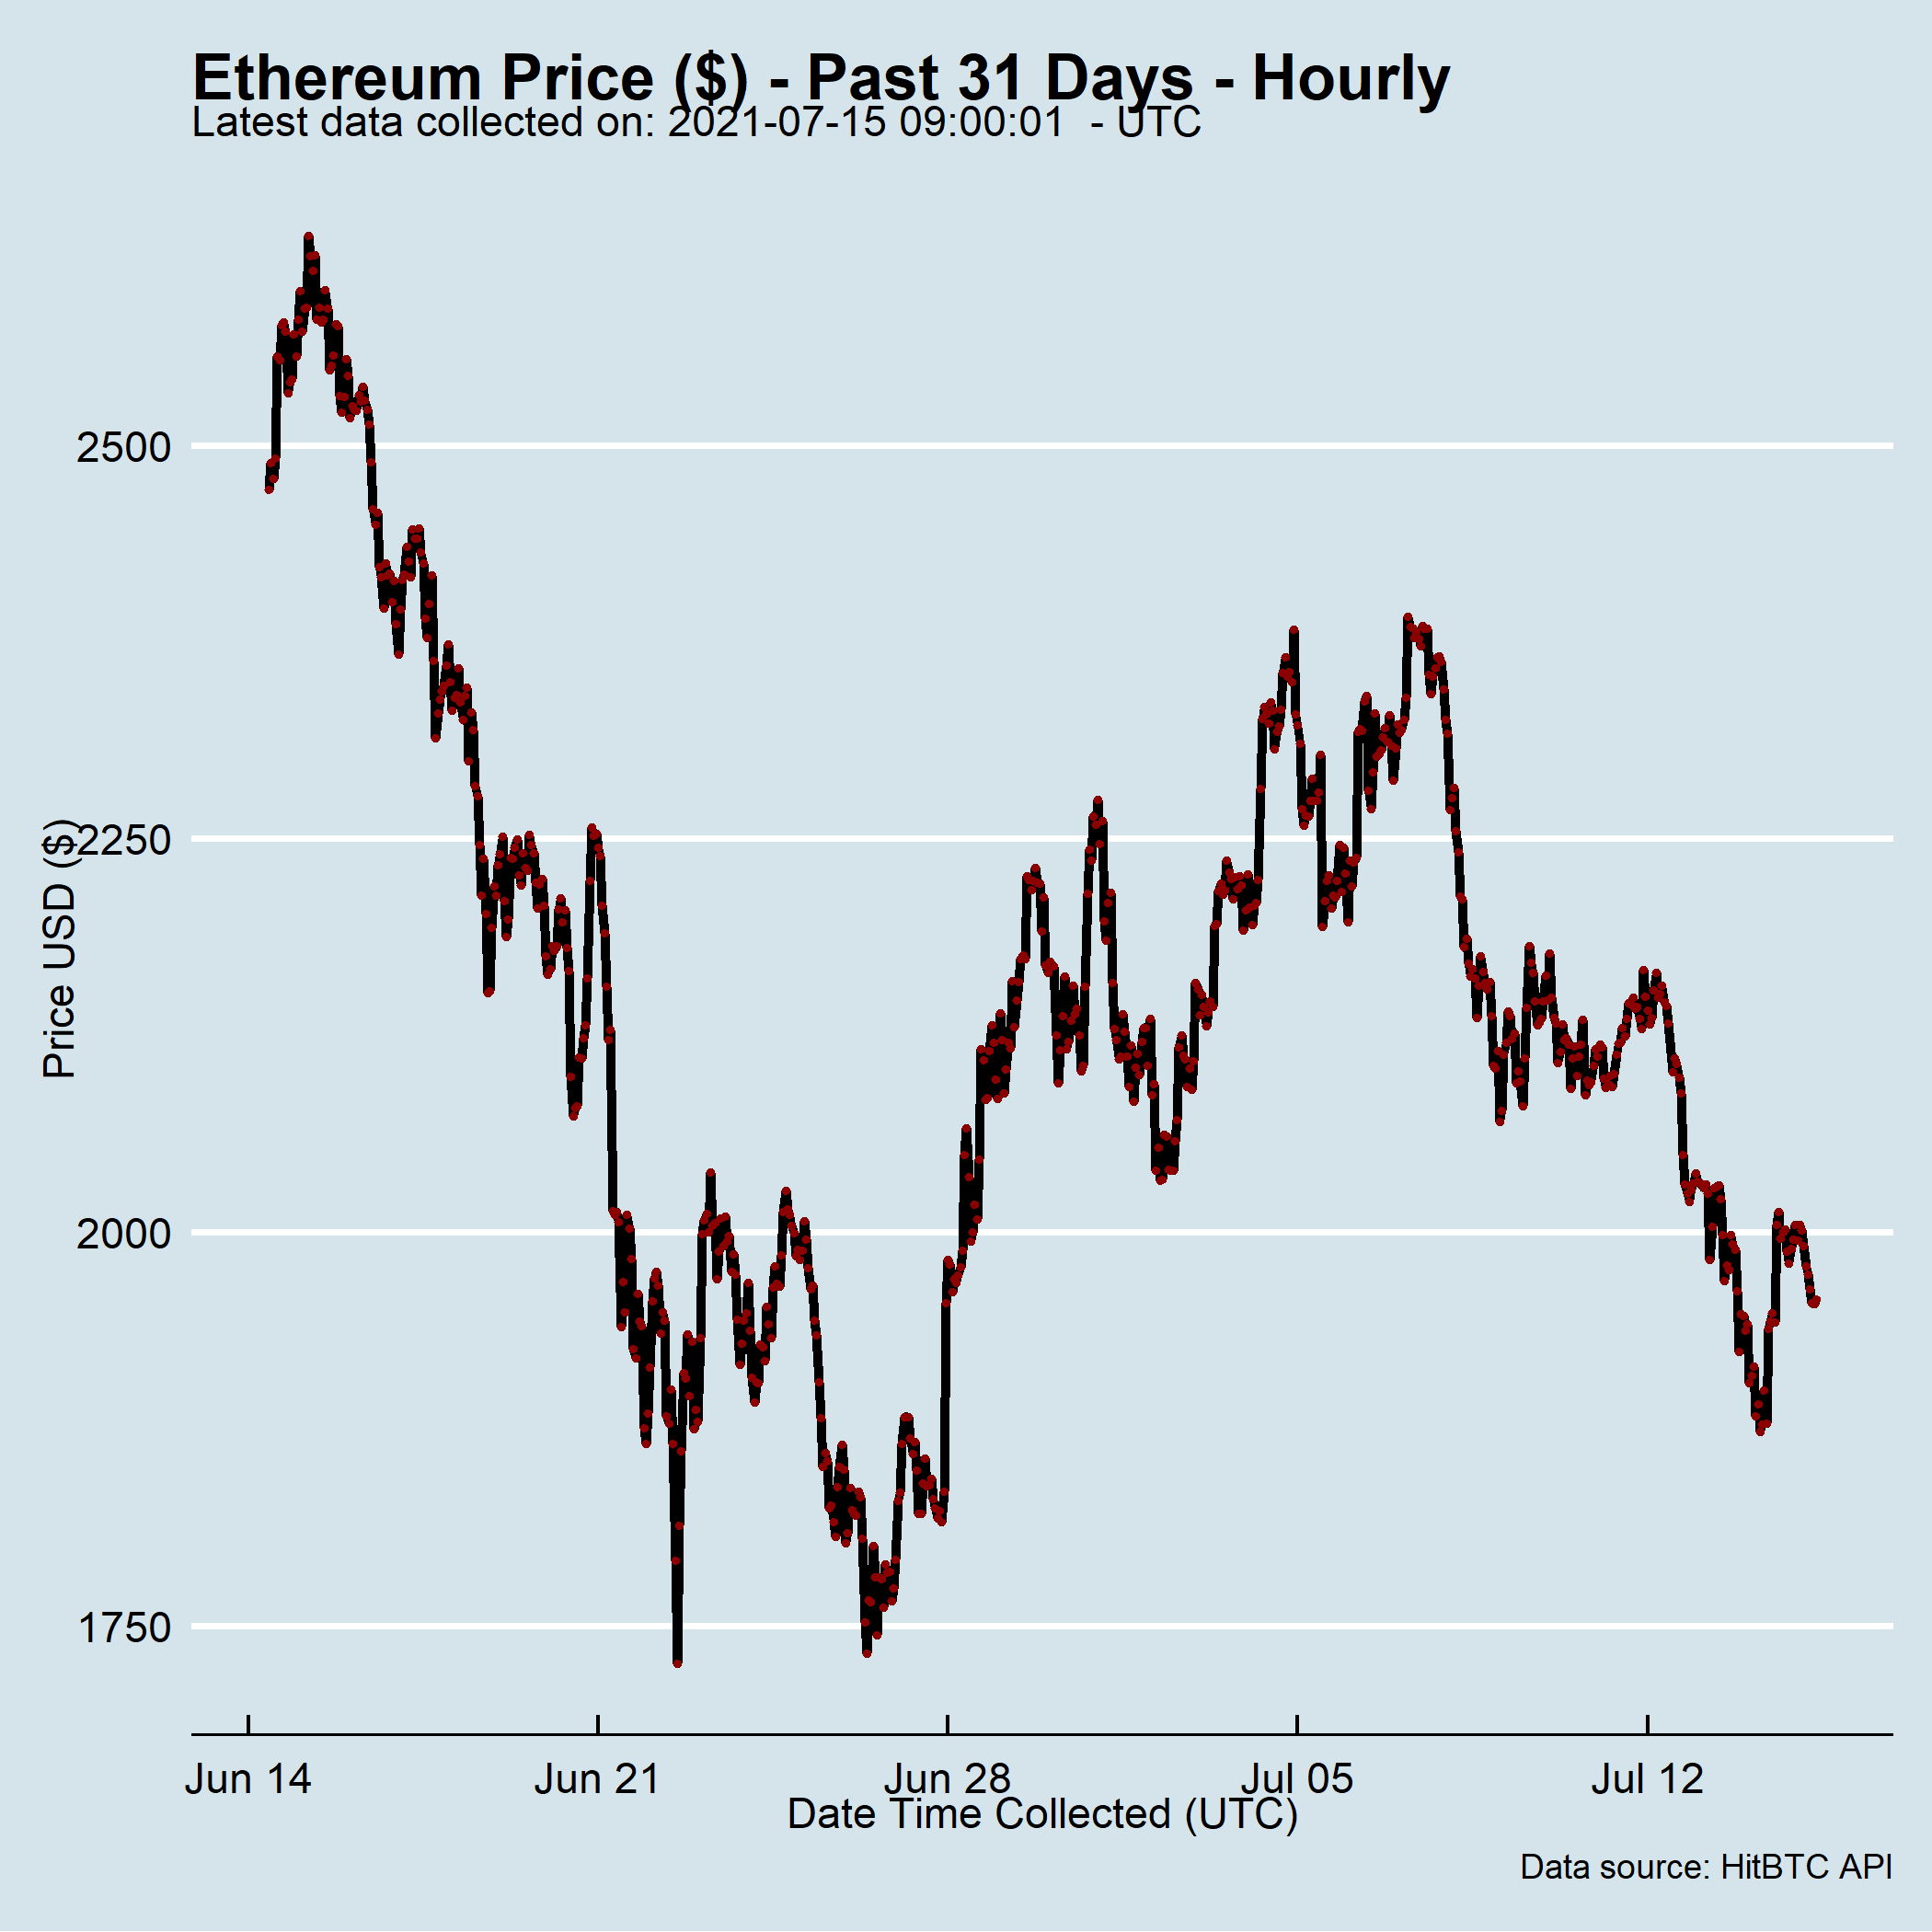 Ethereum Price ($) - Past 31 Days - Hourly
Latest data collected on: 2021-07-15 09:00:01  - UTC
2500
2250
2000
1750
Price USD ($)
Jun 14 Jun 21 Jun 28 Jul 05 Jul 12
Date Time Collected (UTC)
Data source: HitBTC API